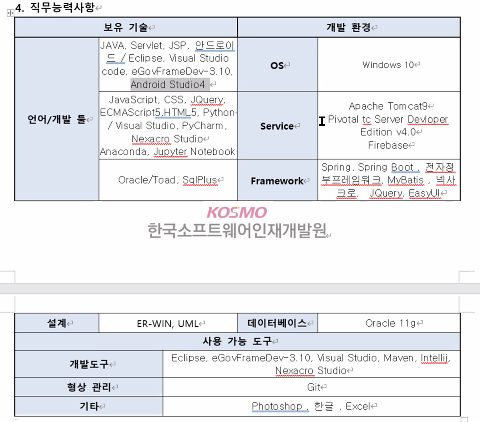 4. 직무능력사항
보유 기술
개발 환경
언어/개발 툴
JAVA, Servlet, JSP, 안드로이
드 / Eclipse, Visual Studio
code, eGovFrameDev-3.10,
Android Studio4
OS
Windows 10
JavaScript, CSS, JQuery,
ECMAScript5,HTML5, Python
/ Visual Studio, PyCharm,
Nexacro Studio
Anaconda, Jupyter Notebook
Service
Apache Tomcat9
Pivotal tc Server Devloper
Edition v4.0
Firebase
Oracle/Toad, SqlPlus
Framework
Spring, Spring Boot , 전자정
부프레임워크, MyBatis , 넥사
크로, JQuery, EasyUI
KOSMO
한국소프트웨어인재개발원
설계
ER-WIN, UML
데이터베이스
Oracle 11g
사용 가능 도구
개발도구
Eclipse, eGovFrameDev-3.10, Visual Studio, Maven, Intellij,
Nexacro Studio
형상 관리
Git
기타
Photoshop , 한글 , Excel